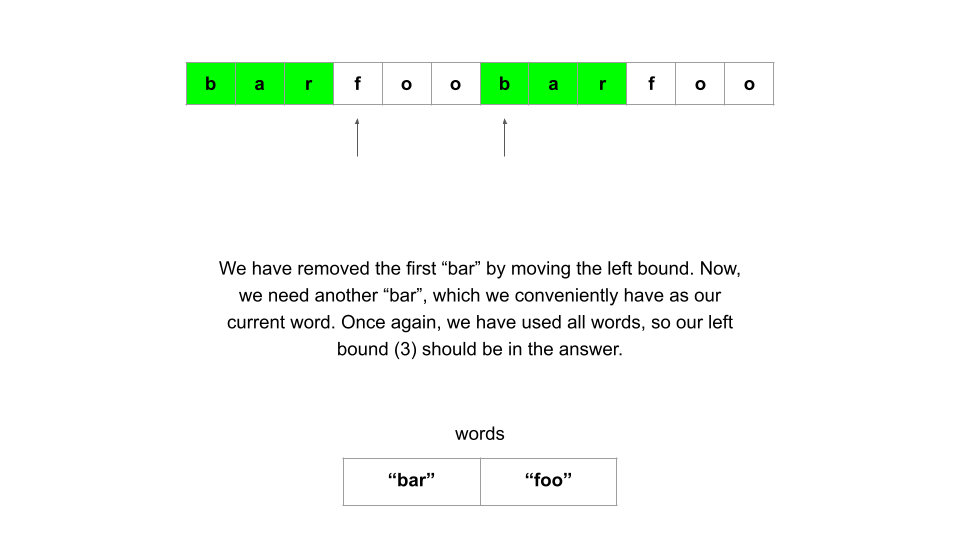 b a r f o o b a r f o o
We have removed the first “bar” by moving the left bound. Now,
we need another “bar”, which we conveniently have as our
current word. Once again, we have used all words, so our left
bound (3) should be in the answer.
words
“bar” “foo”